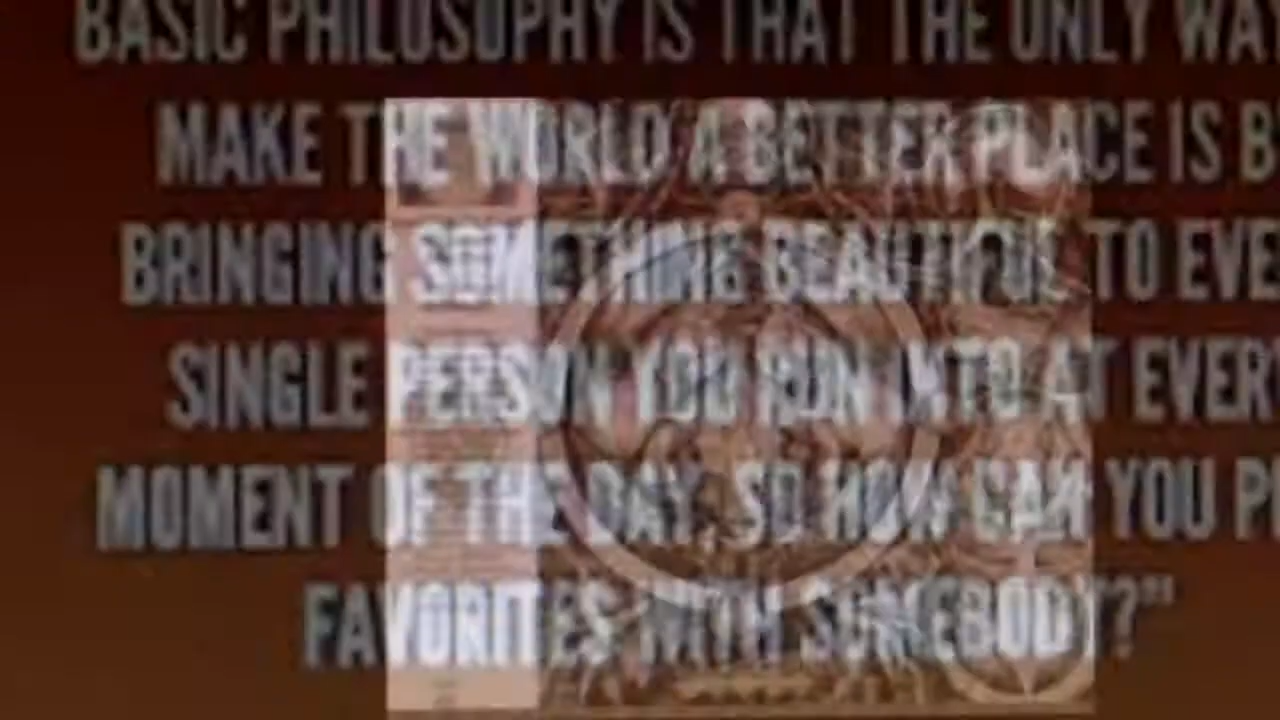 BASIC PHILOSOPHY IS THAT THE ONLY WAY
MAKE THE WORLD A BETTER PLACE IS B
BRINGING SOMETHING BEAUTIFUL TO EVE
SINGLE PERSON YOU RUN INTO AT EVER
MOMENT OF THE DAY, SO HOW CAN YOU P
FAVORITES WITH SOMEBODY?"